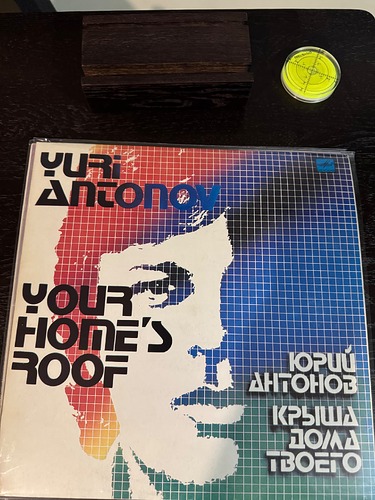 YURI
ANTONOV
YOUR
HOME'S
ROOF
ЮРИЙ
АНТОНОВ
КРЫША
ДОМА
ТВОЕГО